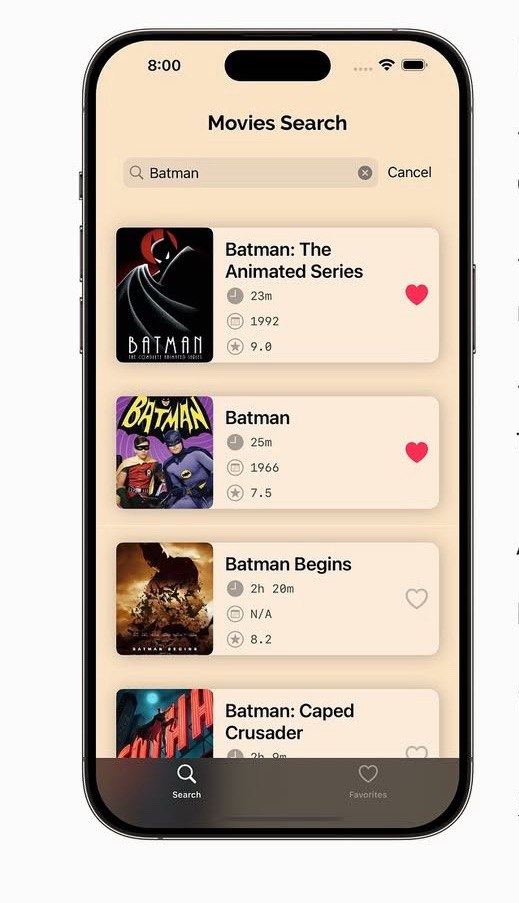 8:00
Movies Search
Batman
Cancel
Batman: The
Animated Series
23m
1992
9.0
BATMAN
THE COMPLETE ANIMATED SERIES
BATMAN
Batman
25m
1966
7.5
Batman Begins
2h 20m
N/A
8.2
BATMAN BEGINS
Batman: Caped
Crusader
2h 9m
Search
Favorites